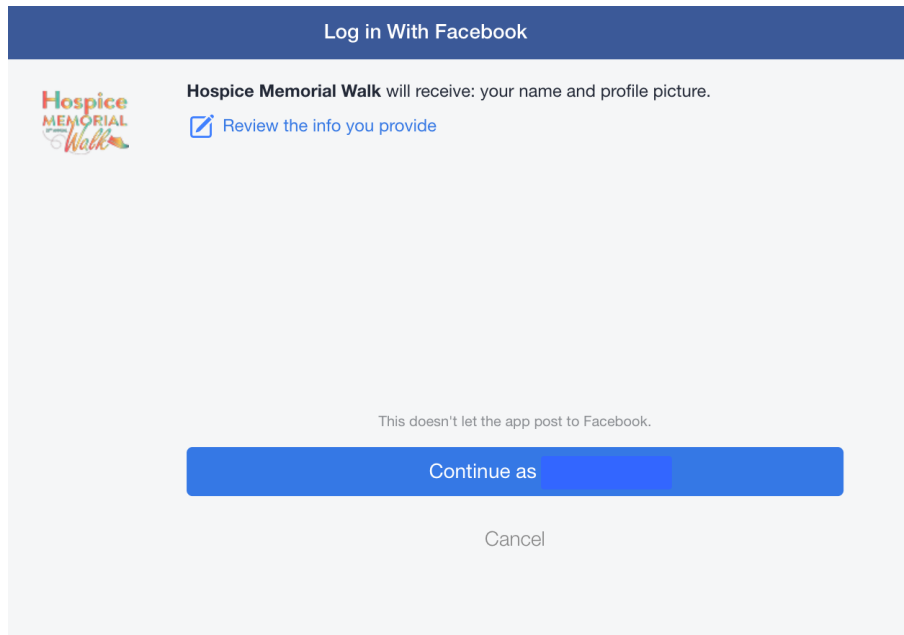 Log in With Facebook
Hospice
MEMORIAL
Walk
Hospice Memorial Walk will receive: your name and profile picture.
Review the info you provide
This doesn't let the app post to Facebook.
Continue as
Cancel